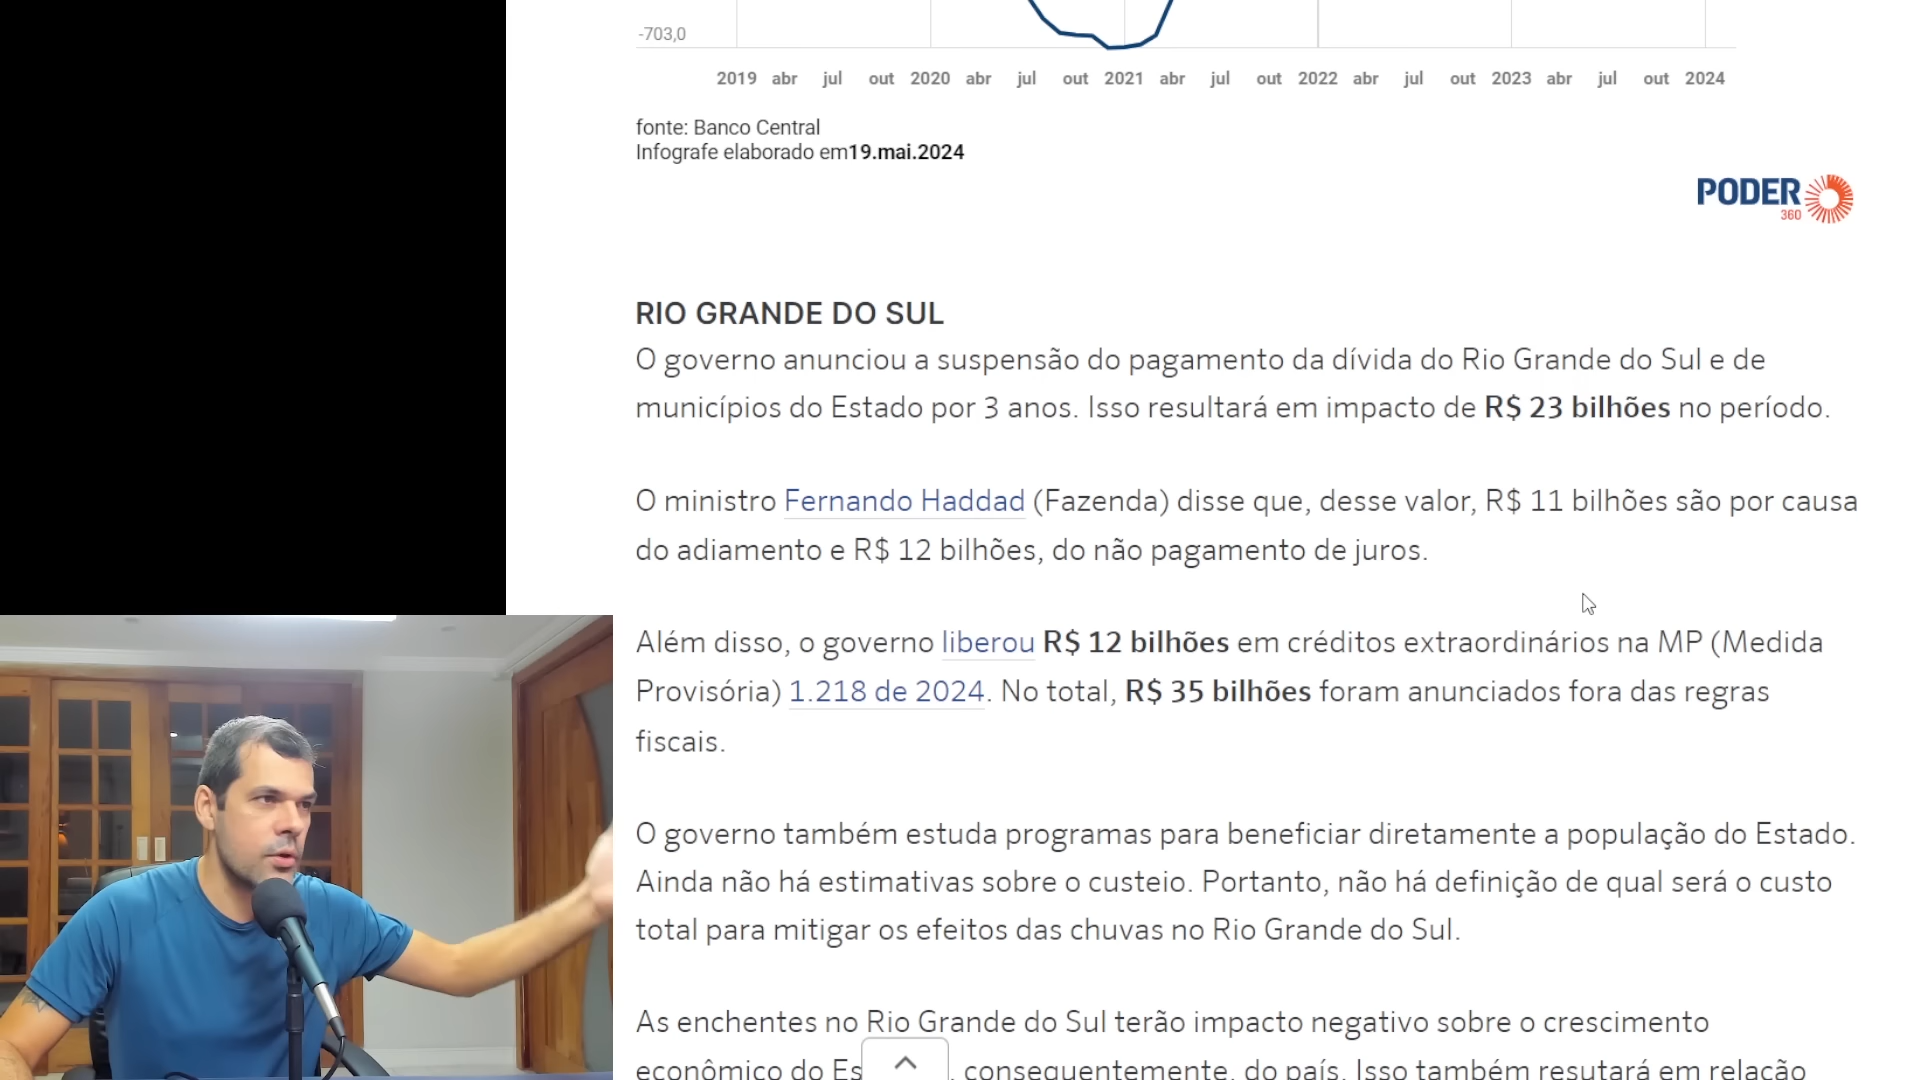 -703,0
2019 abr jul out 2020 abr jul out 2021 abr jul out 2022 abr jul out 2023 abr jul out 2024
fonte: Banco Central
Infografe elaborado em19.mai.2024
PODER
360
RIO GRANDE DO SUL
O governo anunciou a suspensão do pagamento da dívida do Rio Grande do Sul e de
municípios do Estado por 3 anos. Isso resultará em impacto de R$ 23 bilhões no período.
O ministro Fernando Haddad (Fazenda) disse que, desse valor, R$ 11 bilhões são por causa
do adiamento e R$ 12 bilhões, do não pagamento de juros.
Além disso, o governo liberou R$ 12 bilhões em créditos extraordinários na MP (Medida
Provisória) 1.218 de 2024. No total, R$ 35 bilhões foram anunciados fora das regras
fiscais.
O governo também estuda programas para beneficiar diretamente a população do Estado.
Ainda não há estimativas sobre o custeio. Portanto, não há definição de qual será o custo
total para mitigar os efeitos das chuvas no Rio Grande do Sul.
As enchentes no Rio Grande do Sul terão impacto negativo sobre o crescimento
econômico do Es , consequentemente, do país. Isso também resutará em relação